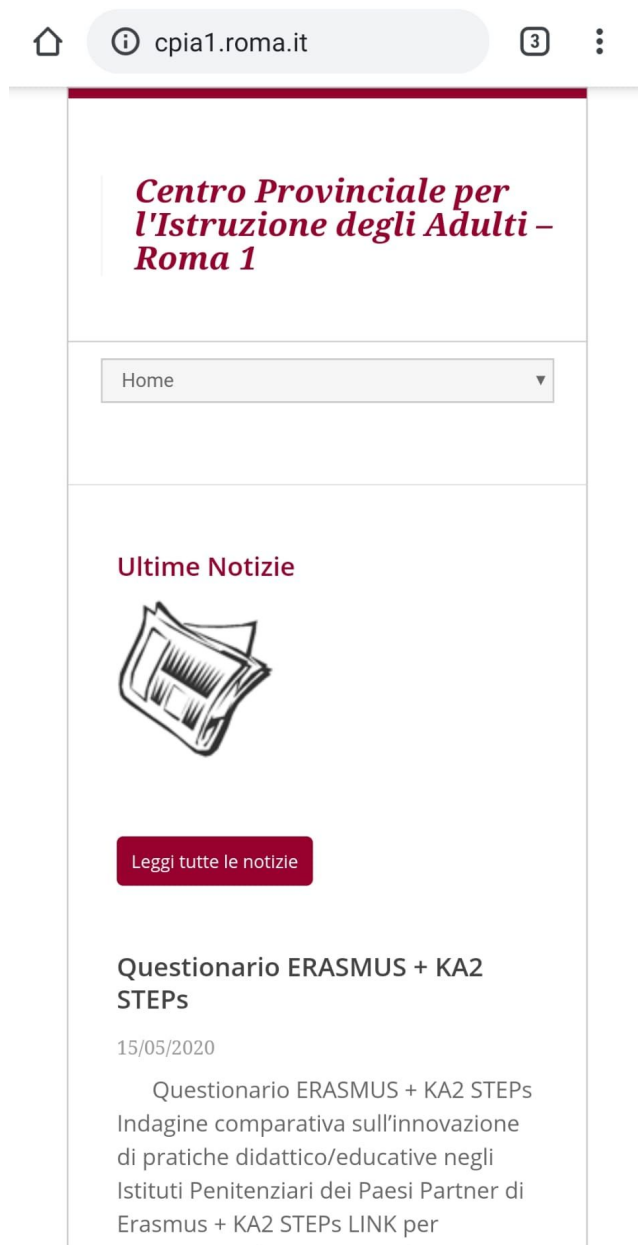 cpia1.roma.it
3
Centro Provinciale per
l'Istruzione degli Adulti –
Roma 1
Home
Ultime Notizie
Leggi tutte le notizie
Questionario ERASMUS + KA2
STEPs
15/05/2020
Questionario ERASMUS + KA2 STEPs
Indagine comparativa sull’innovazione
di pratiche didattico/educative negli
Istituti Penitenziari dei Paesi Partner di
Erasmus + KA2 STEPs LINK per